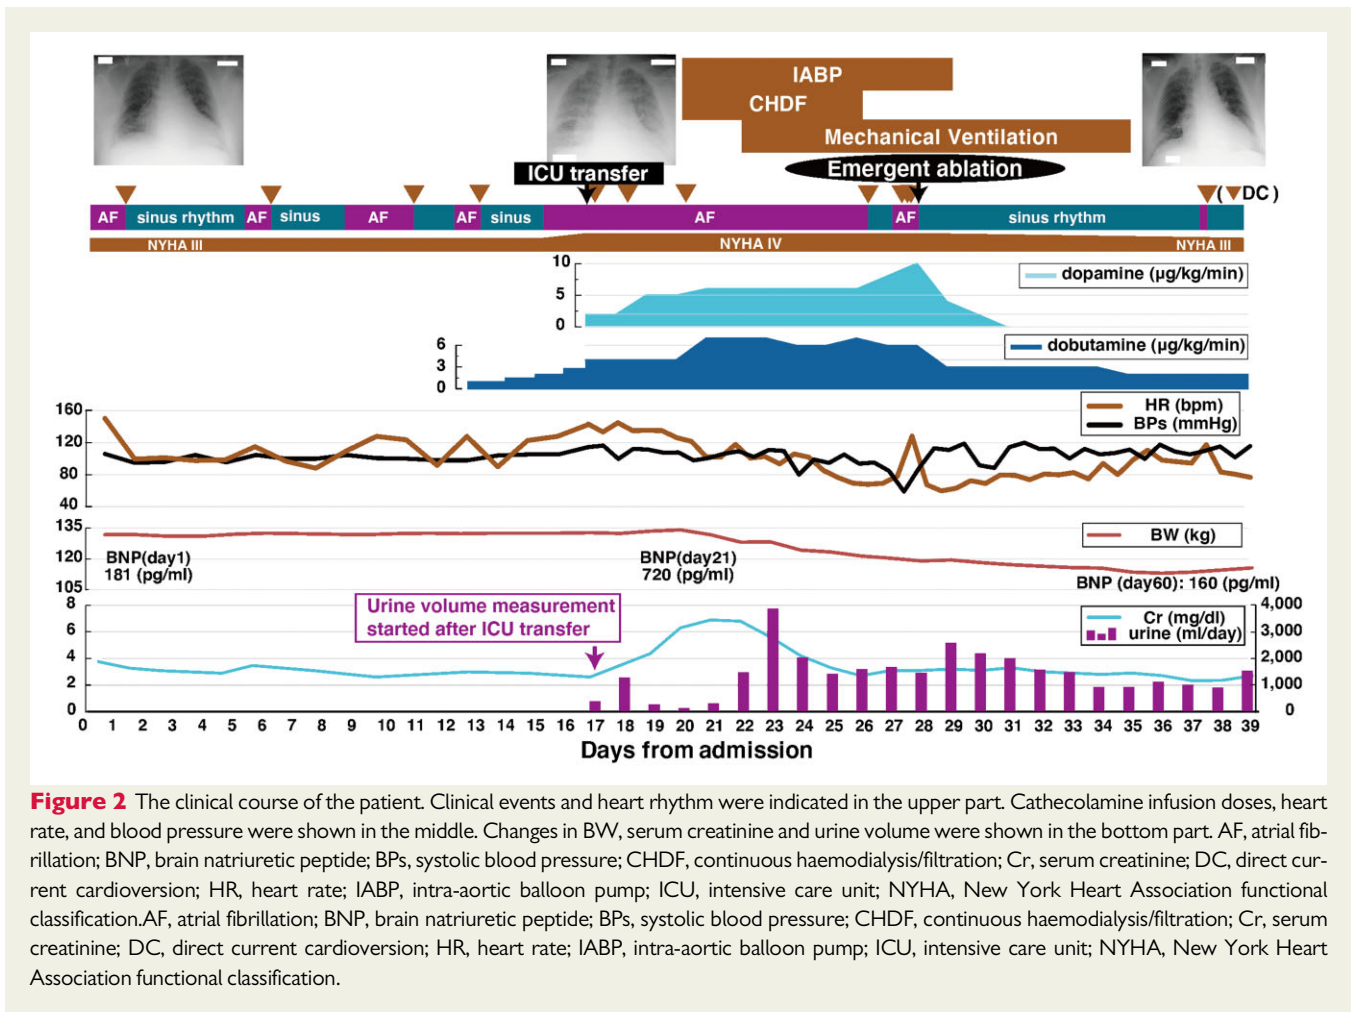 IABP
CHDF
Mechanical Ventilation
ICU transfer
Emergent ablation
(▼DC)
AF sinus rhythm AF sinus AF AF sinus AF AF sinus rhythm
NYHA III NYHA IV NYHA III
10
5
0
dopamine (µg/kg/min)
6
3
0
dobutamine (µg/kg/min)
160
120
80
40
HR (bpm)
BPs (mmHg)
135
120
105
BW (kg)
BNP(day1)
181 (pg/ml)
BNP(day21)
720 (pg/ml)
BNP (day60): 160 (pg/ml)
8
6
4
2
0
Urine volume measurement
started after ICU transfer
Cr (mg/dl)
urine (ml/day)
4,000
3,000
2,000
1,000
0
0 1 2 3 4 5 6 7 8 9 10 11 12 13 14 15 16 17 18 19 20 21 22 23 24 25 26 27 28 29 30 31 32 33 34 35 36 37 38 39
Days from admission
Figure 2 The clinical course of the patient. Clinical events and heart rhythm were indicated in the upper part. Cathecolamine infusion doses, heart
rate, and blood pressure were shown in the middle. Changes in BW, serum creatinine and urine volume were shown in the bottom part. AF, atrial fib-
rillation; BNP, brain natriuretic peptide; BPs, systolic blood pressure; CHDF, continuous haemodialysis/filtration; Cr, serum creatinine; DC, direct cur-
rent cardioversion; HR, heart rate; IABP, intra-aortic balloon pump; ICU, intensive care unit; NYHA, New York Heart Association functional
classification.AF, atrial fibrillation; BNP, brain natriuretic peptide; BPs, systolic blood pressure; CHDF, continuous haemodialysis/filtration; Cr, serum
creatinine; DC, direct current cardioversion; HR, heart rate; IABP, intra-aortic balloon pump; ICU, intensive care unit; NYHA, New York Heart
Association functional classification.